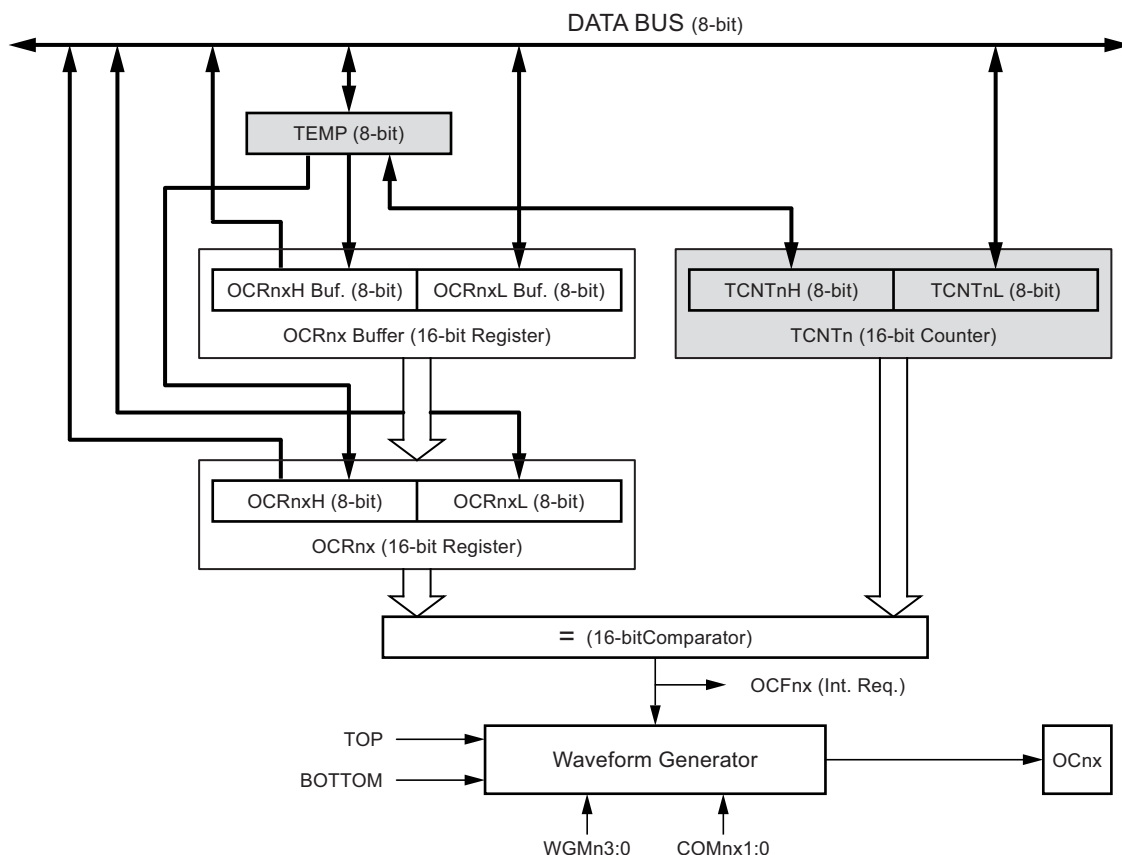 DATA BUS (8-bit)
TEMP (8-bit)
OCRnxH Buf. (8-bit)
OCRnxL Buf. (8-bit)
OCRnx Buffer (16-bit Register)
TCNTnH (8-bit)
TCNTnL (8-bit)
TCNTn (16-bit Counter)
OCRnxH (8-bit)
OCRnxL (8-bit)
OCRnx (16-bit Register)
= (16-bitComparator)
OCFnx (Int. Req.)
TOP
BOTTOM
Waveform Generator
OCnx
WGMn3:0
COMnx1:0